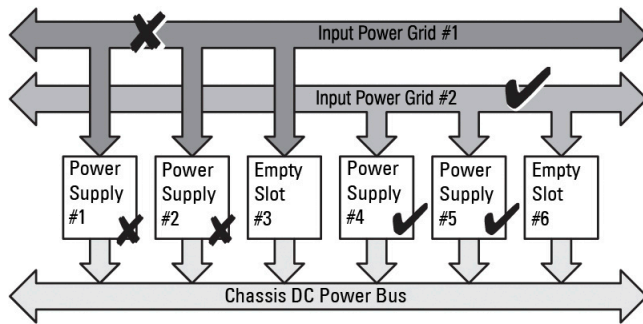 Input Power Grid #1
Input Power Grid #2
Power
Supply
#1
Power
Supply
#2
Empty
Slot
#3
Power
Supply
#4
Power
Supply
#5
Empty
Slot
#6
Chassis DC Power Bus